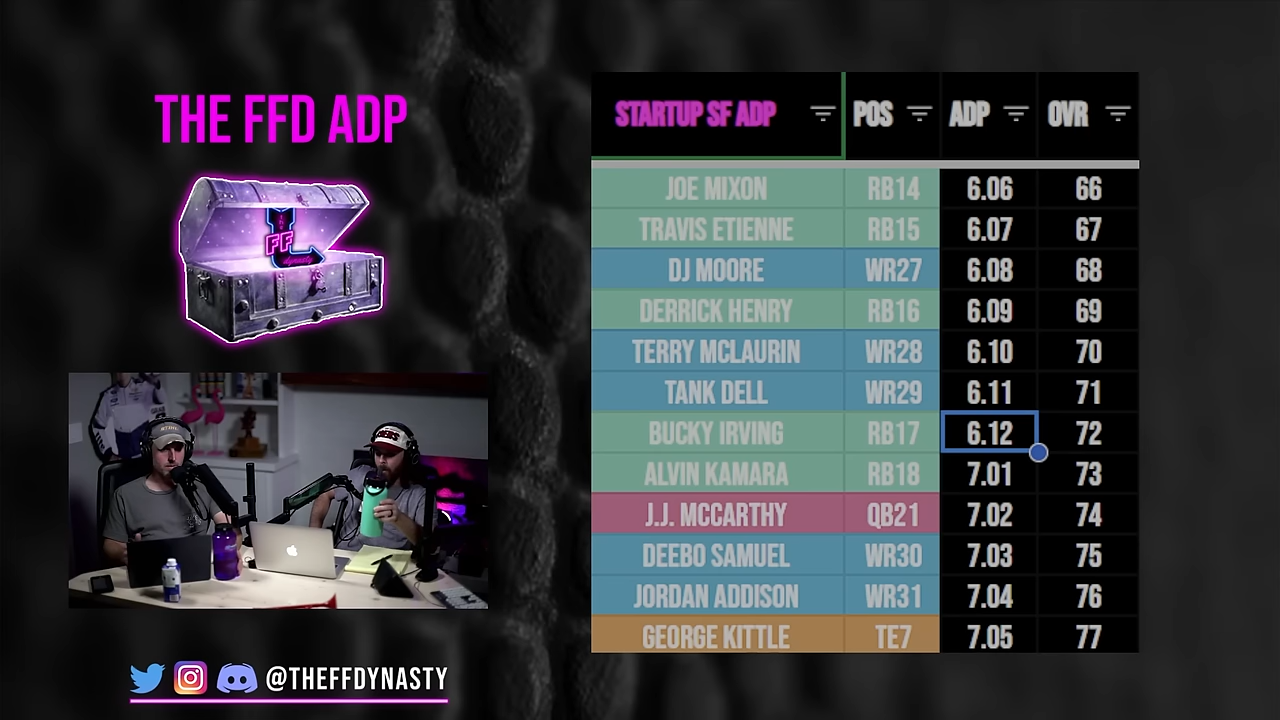 THE FFD ADP
FF
dynasty
@THEFFDYNASTY
STARTUP SF ADP POS ADP OVR
JOE MIXON RB14 6.06 66
TRAVIS ETIENNE RB15 6.07 67
DJ MOORE WR27 6.08 68
DERRICK HENRY RB16 6.09 69
TERRY MCLAURIN WR28 6.10 70
TANK DELL WR29 6.11 71
BUCKY IRVING RB17 6.12 72
ALVIN KAMARA RB18 7.01 73
J.J. MCCARTHY QB21 7.02 74
DEEBO SAMUEL WR30 7.03 75
JORDAN ADDISON WR31 7.04 76
GEORGE KITTLE TE7 7.05 77